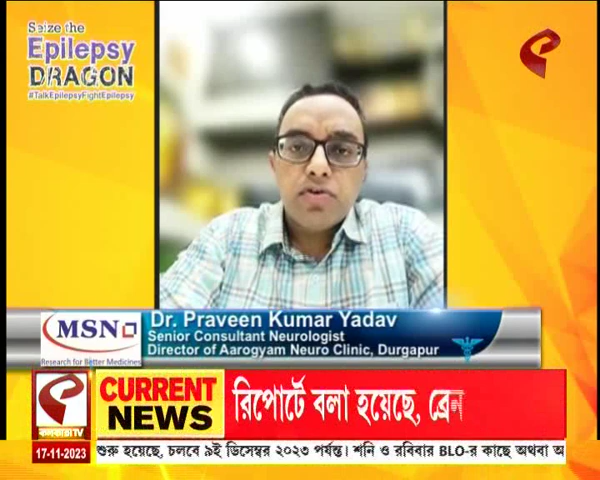 Seize the
Epilepsy
DRAGON
#TalkEpilepsyFightEpilepsy
MSN
Research for Better Medicines
Dr. Praveen Kumar Yadav
Senior Consultant Neurologist
Director of Aarogyam Neuro Clinic, Durgapur
কলকাতা TV
CURRENT
NEWS
রিপোর্টে বলা হয়েছে, ব্রেন
17-11-2023
শুরু হয়েছে, চলবে ৯ই ডিসেম্বর ২০২৩ পর্যন্ত। শনি ও রবিবার BLO-র কাছে অথবা অ